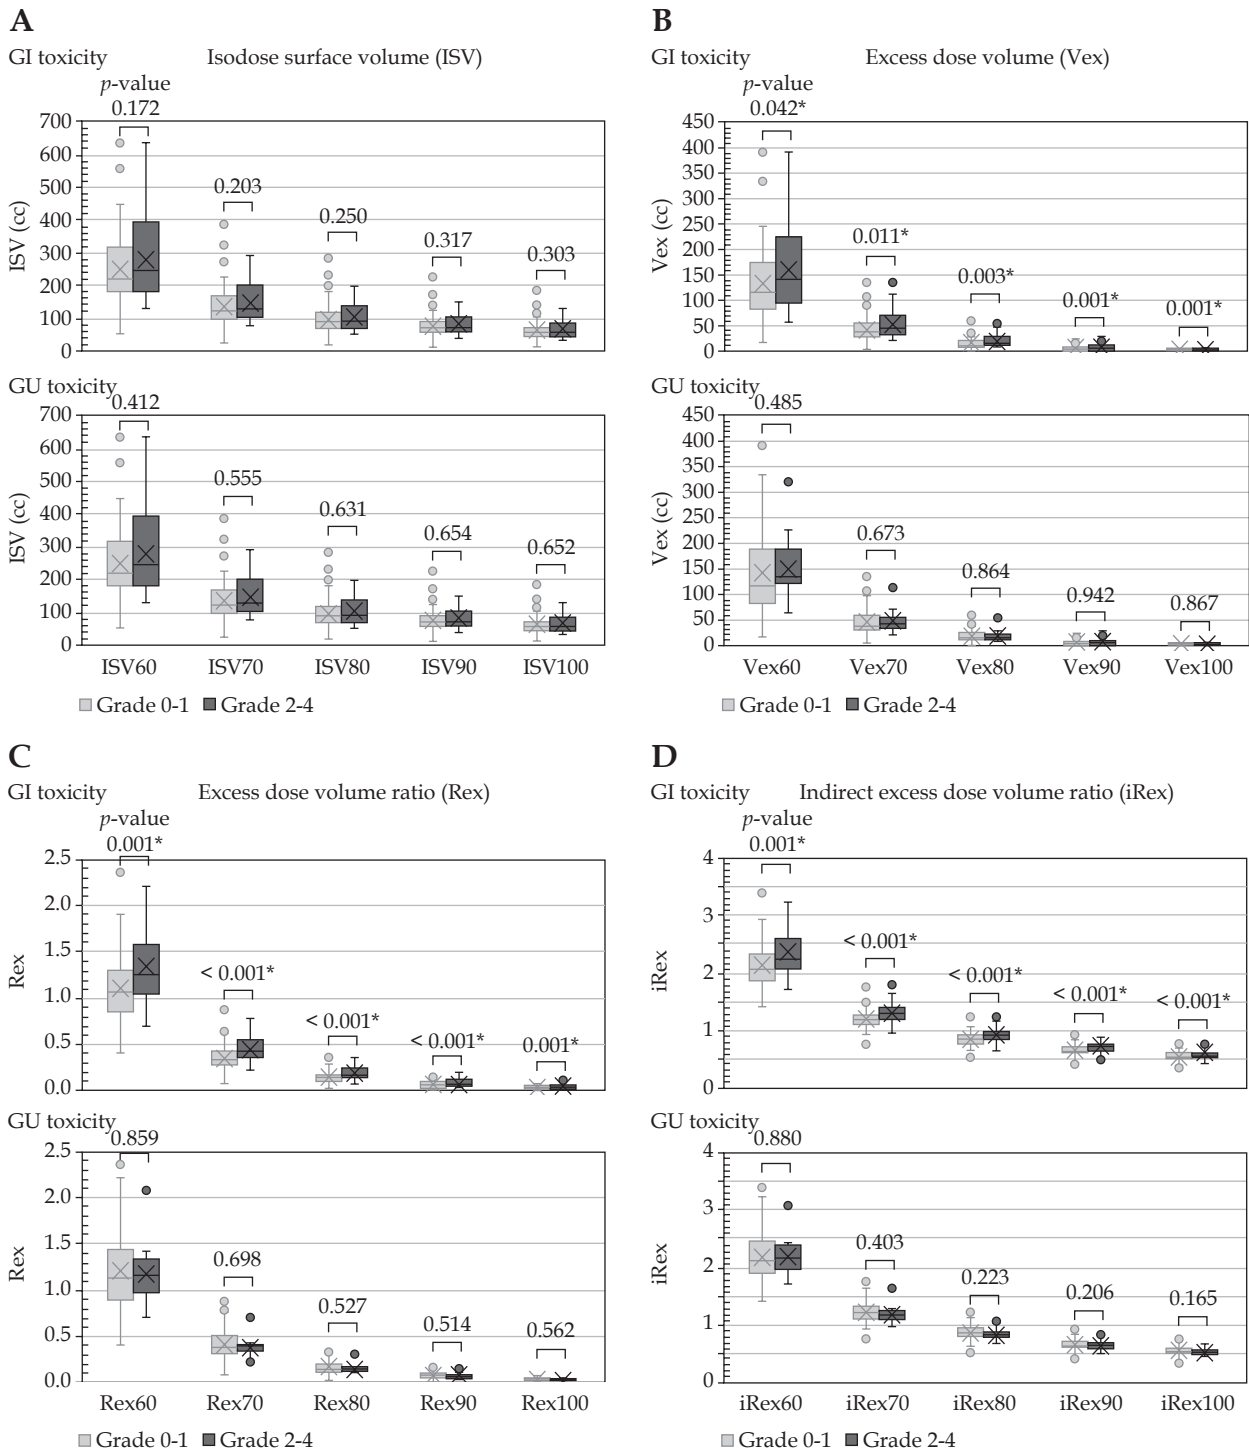 A
GI toxicity
Isodose surface volume (ISV)
p-value
0.172
0.203
0.250
0.317
0.303
ISV (cc)
700
600
500
400
300
200
100
0
GU toxicity
0.412
0.555
0.631
0.654
0.652
ISV (cc)
700
600
500
400
300
200
100
0
ISV60 ISV70 ISV80 ISV90 ISV100
Grade 0-1 Grade 2-4
B
GI toxicity
Excess dose volume (Vex)
p-value
0.042*
0.011*
0.003*
0.001*
0.001*
Vex (cc)
450
400
350
300
250
200
150
100
50
0
GU toxicity
0.485
0.673
0.864
0.942
0.867
Vex (cc)
450
400
350
300
250
200
150
100
50
0
Vex60 Vex70 Vex80 Vex90 Vex100
Grade 0-1 Grade 2-4
C
GI toxicity
Excess dose volume ratio (Rex)
p-value
0.001*
< 0.001*
< 0.001*
< 0.001*
0.001*
Rex
2.5
2.0
1.5
1.0
0.5
0.0
GU toxicity
0.859
0.698
0.527
0.514
0.562
Rex
2.5
2.0
1.5
1.0
0.5
0.0
Rex60 Rex70 Rex80 Rex90 Rex100
Grade 0-1 Grade 2-4
D
GI toxicity
Indirect excess dose volume ratio (iRex)
p-value
0.001*
< 0.001*
< 0.001*
< 0.001*
< 0.001*
iRex
4
3
2
1
0
GU toxicity
0.880
0.403
0.223
0.206
0.165
iRex
4
3
2
1
0
iRex60 iRex70 iRex80 iRex90 iRex100
Grade 0-1 Grade 2-4